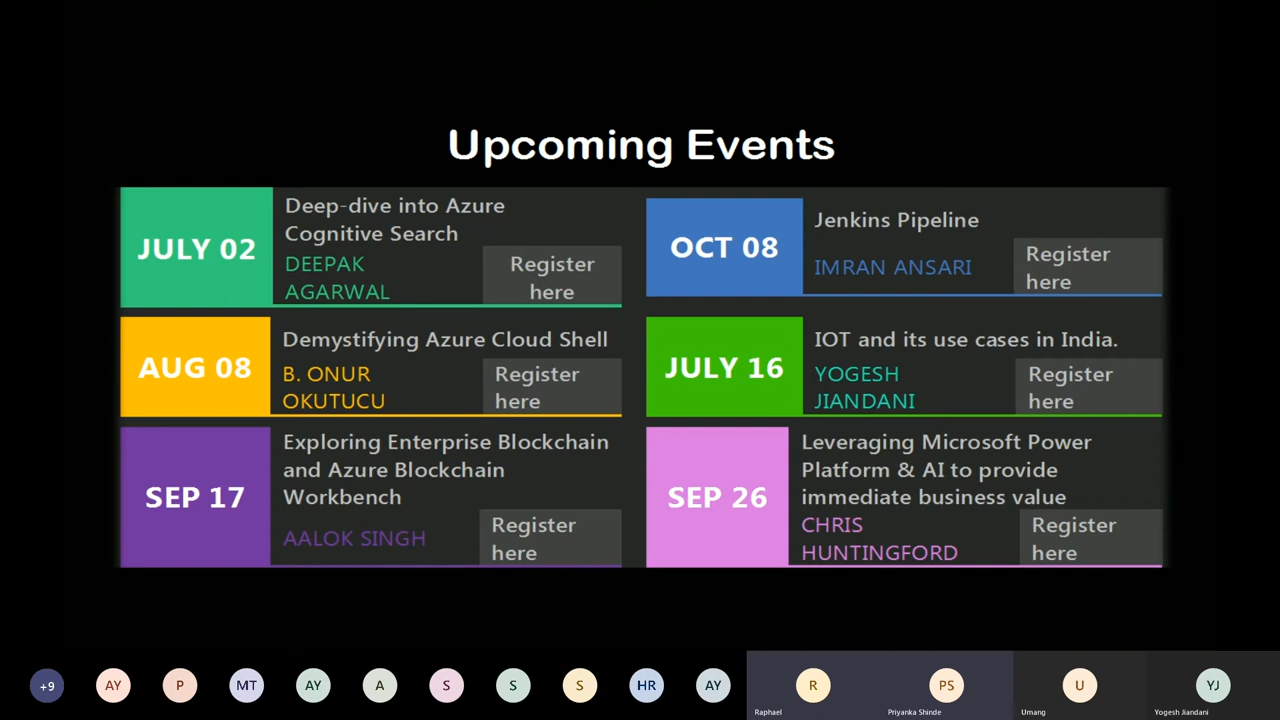 Upcoming Events
JULY 02
Deep-dive into Azure
Cognitive Search
DEEPAK
AGARWAL
Register
here
OCT 08
Jenkins Pipeline
IMRAN ANSARI
Register
here
AUG 08
Demystifying Azure Cloud Shell
B. ONUR
OKUTUCU
Register
here
JULY 16
IOT and its use cases in India.
YOGESH
JIANDANI
Register
here
SEP 17
Exploring Enterprise Blockchain
and Azure Blockchain
Workbench
AALOK SINGH
Register
here
SEP 26
Leveraging Microsoft Power
Platform & AI to provide
immediate business value
CHRIS
HUNTINGFORD
Register
here
+9
AY
P
MT
AY
A
S
S
S
HR
AY
R
Raphael
PS
Priyanka Shinde
U
Umang
YJ
Yogesh Jiandani